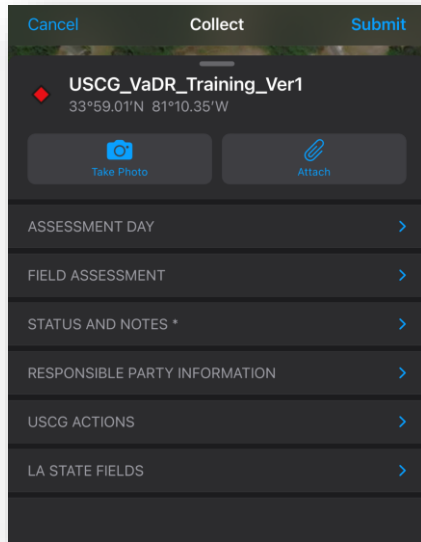 Cancel Collect Submit
USCG_VaDR_Training_Ver1
33°59.01'N 81°10.35'W
Take Photo Attach
ASSESSMENT DAY
FIELD ASSESSMENT
STATUS AND NOTES *
RESPONSIBLE PARTY INFORMATION
USCG ACTIONS
LA STATE FIELDS